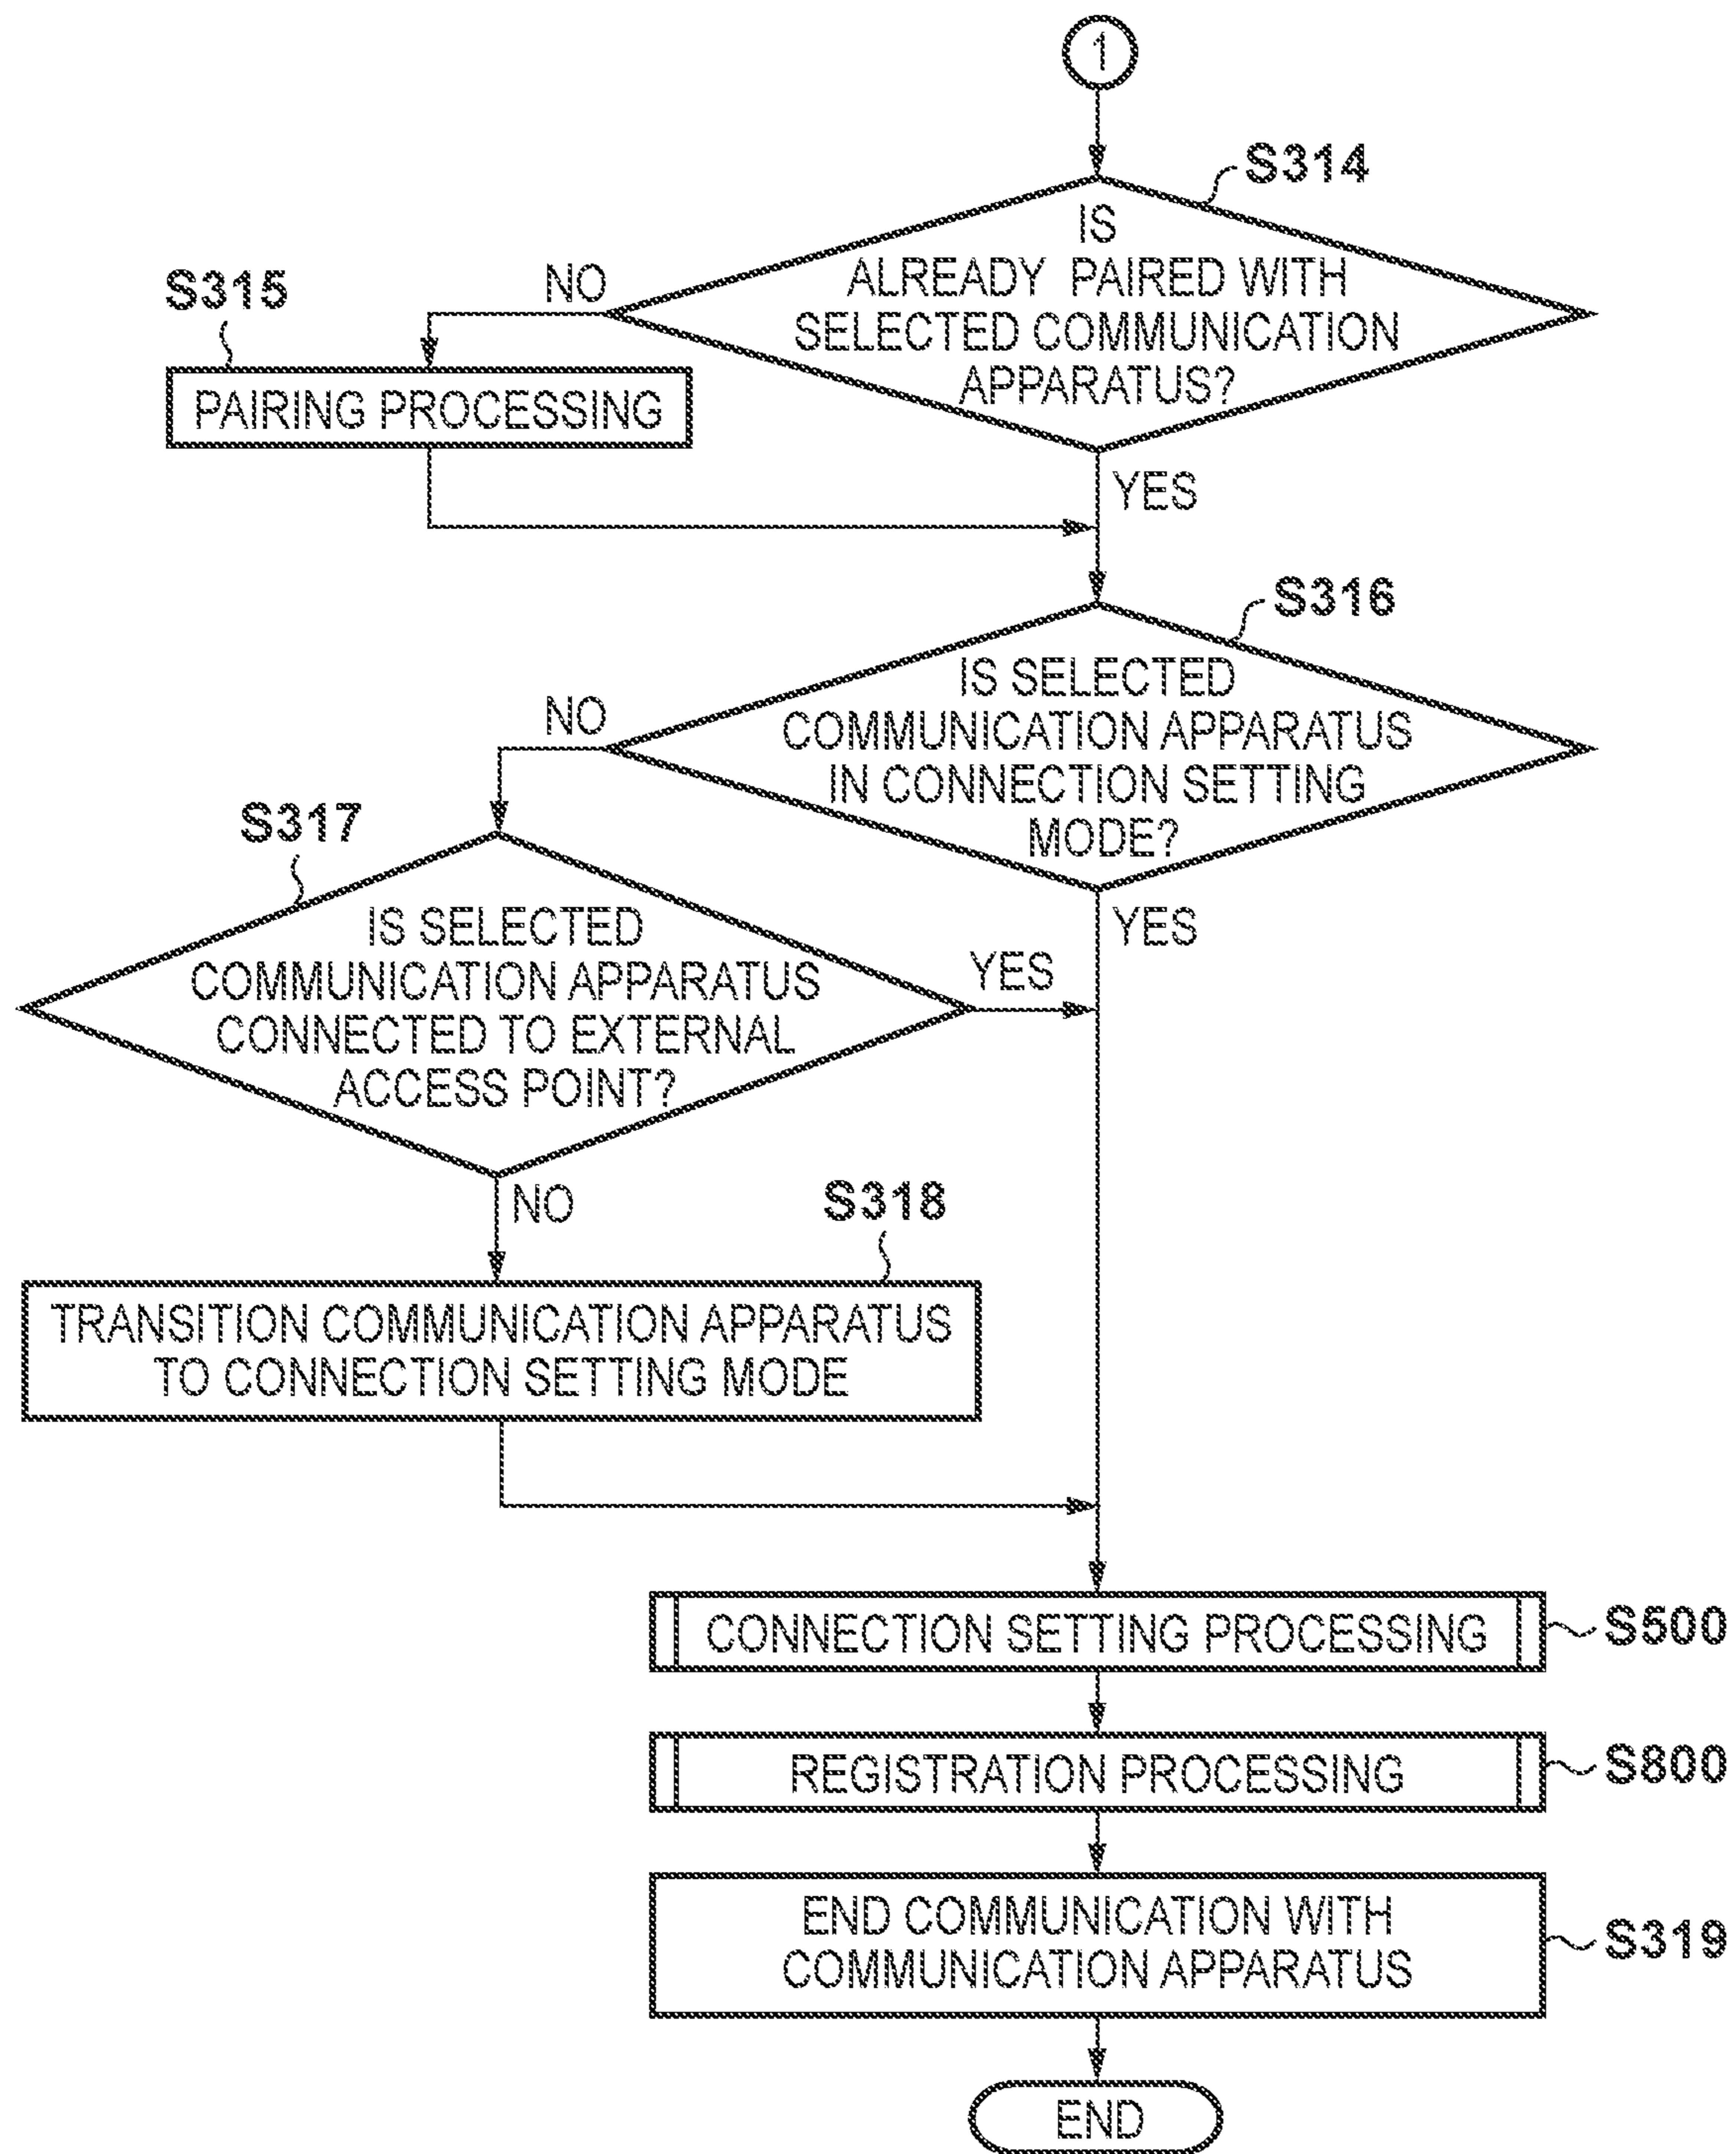 1
S314
IS
ALREADY PAIRED WITH
SELECTED COMMUNICATION
APPARATUS?
NO
S315
PAIRING PROCESSING
YES
S316
IS SELECTED
COMMUNICATION APPARATUS
IN CONNECTION SETTING
MODE?
NO
YES
S317
IS SELECTED
COMMUNICATION APPARATUS
CONNECTED TO EXTERNAL
ACCESS POINT?
YES
NO
S318
TRANSITION COMMUNICATION APPARATUS
TO CONNECTION SETTING MODE
CONNECTION SETTING PROCESSING
S500
REGISTRATION PROCESSING
S800
END COMMUNICATION WITH
COMMUNICATION APPARATUS
S319
END